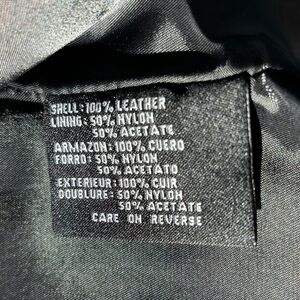 SHELL: 100% LEATHER
LINING: 50% NYLON
50% ACETATE
ARMAZON: 100% CUERO
FORRO: 50% NYLON
50% ACETATO
EXTERIEUR: 100% CUIR
DOUBLURE: 50% NYLON
50% ACETATE
CARE ON REVERSE